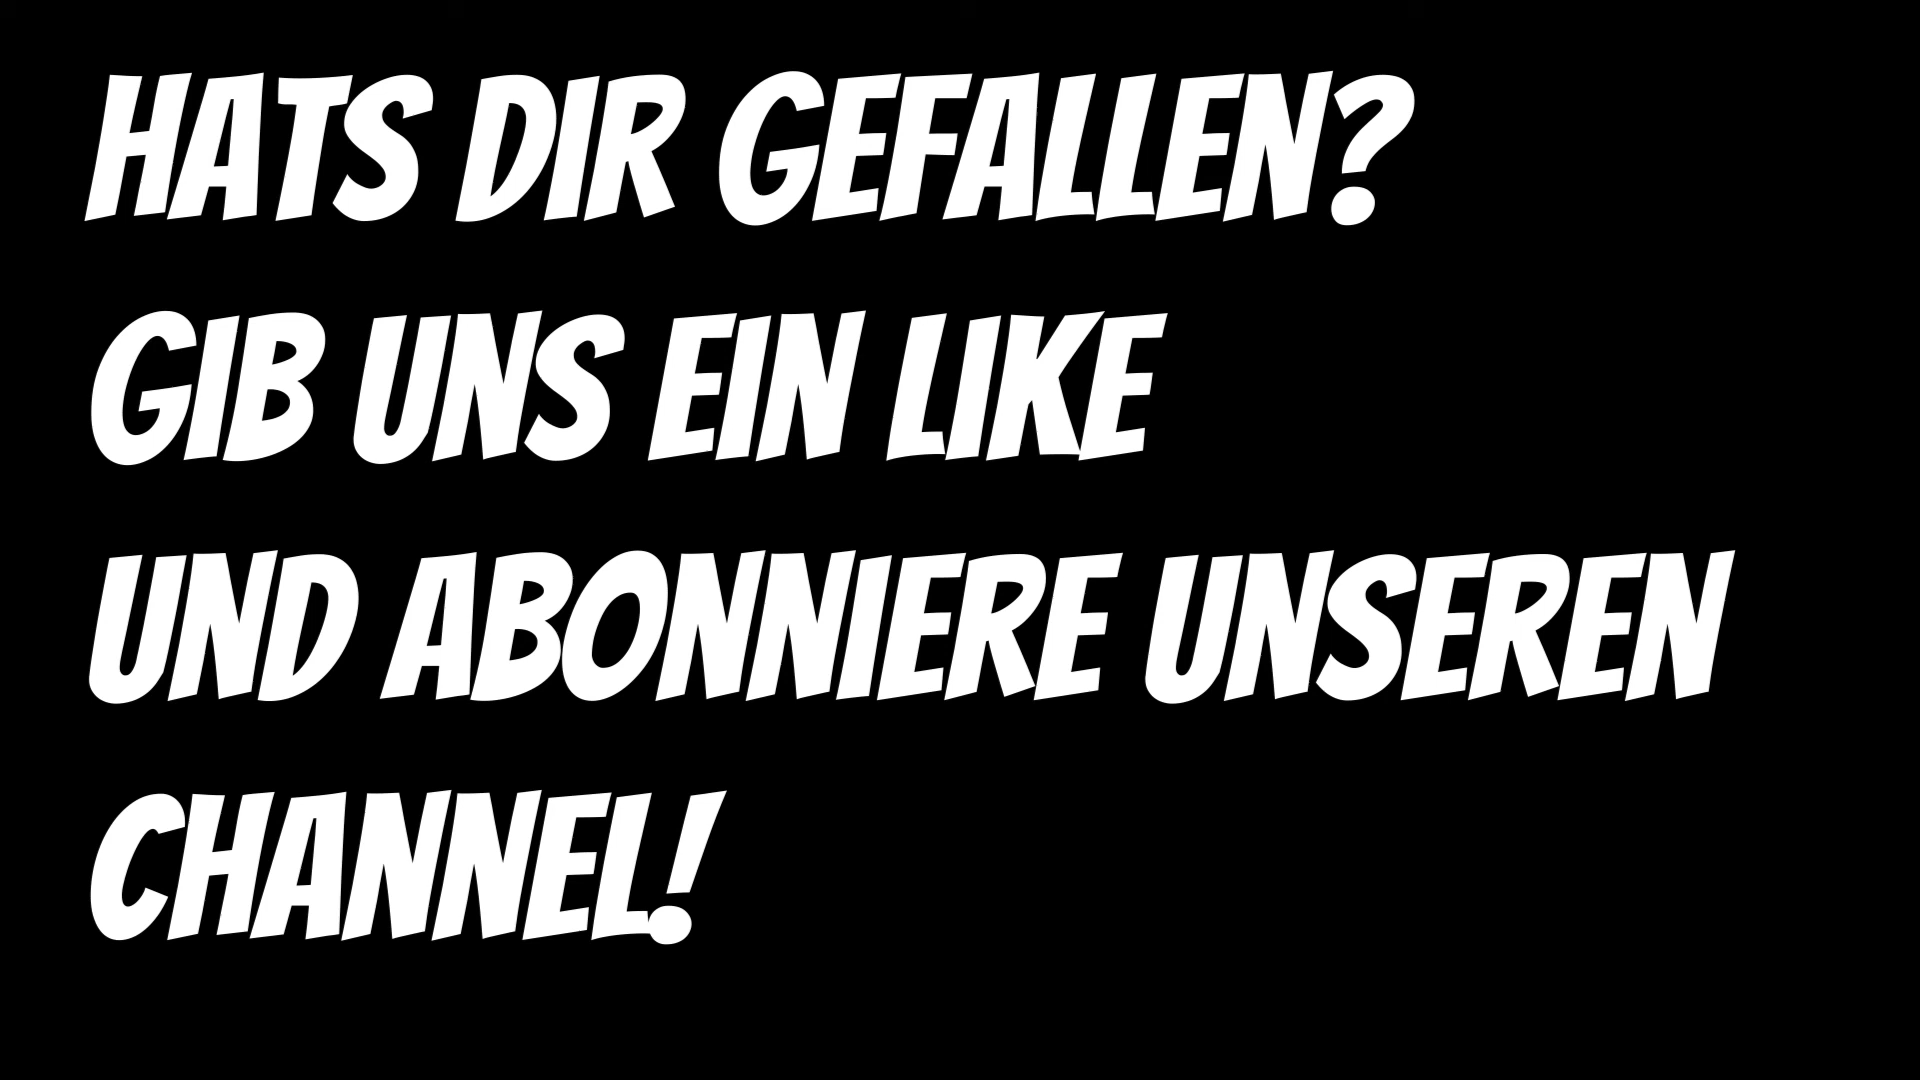 HATS DIR GEFALLEN?
GIB UNS EIN LIKE
UND ABONNIERE UNSEREN
CHANNEL!